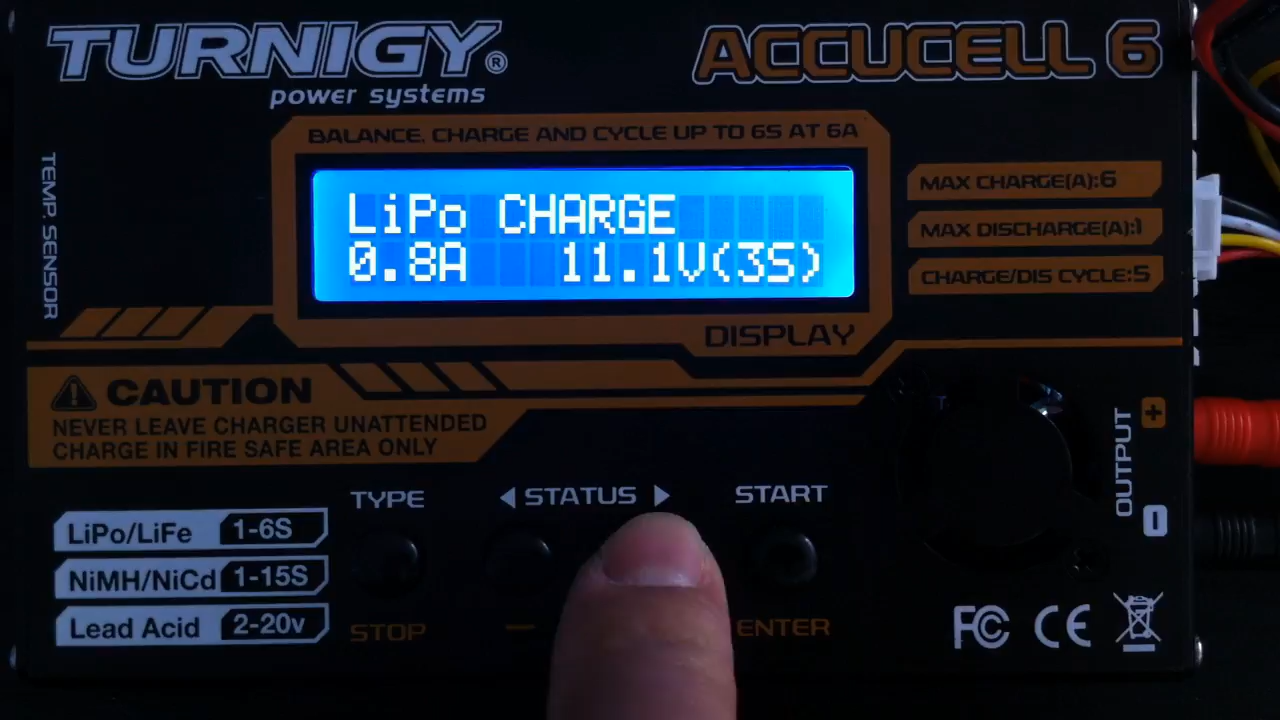 TURNIGY®
power systems
ACCUCELL 6
BALANCE, CHARGE AND CYCLE UP TO 6S AT 6A
TEMP. SENSOR
LiPo CHARGE
0.8A 11.1V(3S)
MAX CHARGE(A):6
MAX DISCHARGE(A):1
CHARGE/DIS CYCLE:5
DISPLAY
CAUTION
NEVER LEAVE CHARGER UNATTENDED
CHARGE IN FIRE SAFE AREA ONLY
OUTPUT
TYPE
◀ STATUS ▶
START
LiPo/LiFe 1-6S
NiMH/NiCd 1-15S
Lead Acid 2-20v
STOP
ENTER
FC CE